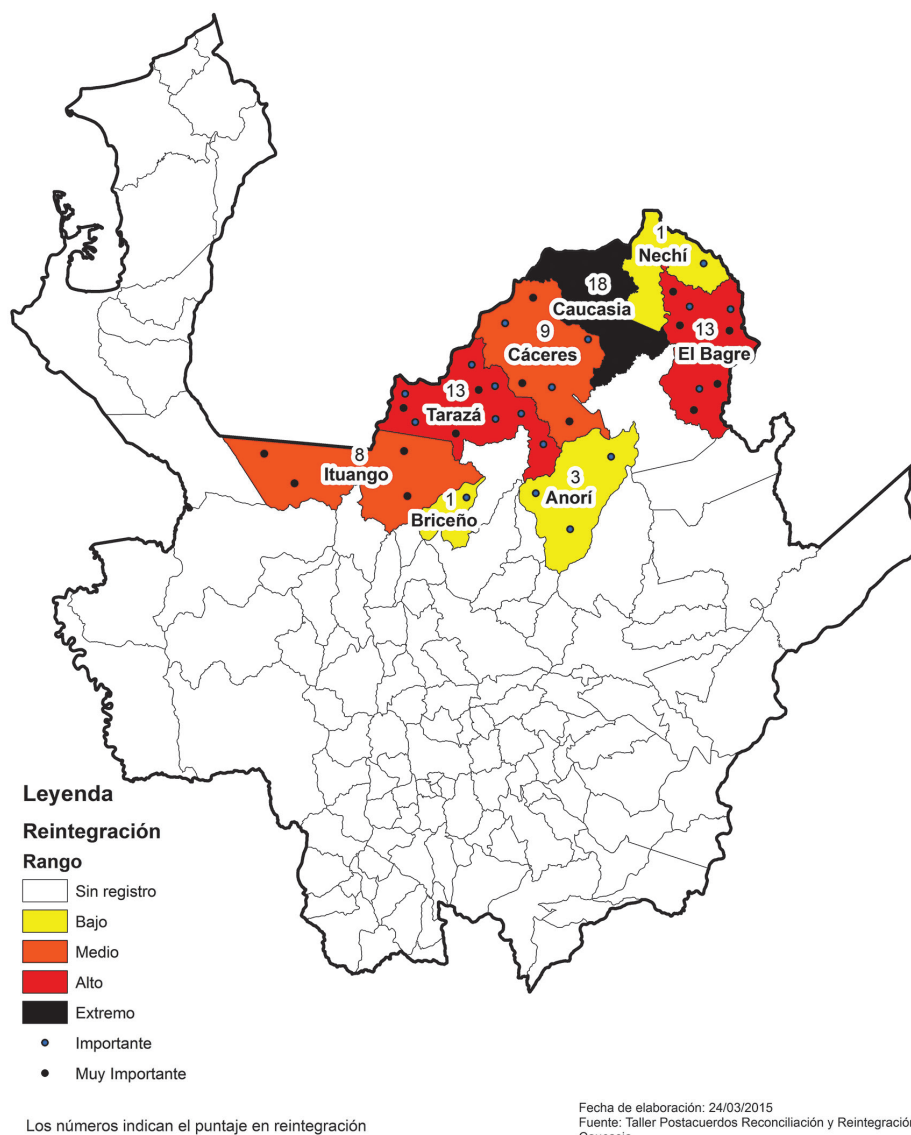 1
Nechí
18
Caucasia
9
Cáceres
13
El Bagre
13
Tarazá
8
Ituango
3
Anorí
1
Briceño
Leyenda
Reintegración
Rango
Sin registro
Bajo
Medio
Alto
Extremo
Importante
Muy Importante
Los números indican el puntaje en reintegración
Fecha de elaboración: 24/03/2015
Fuente: Taller Postacuerdos Reconciliación y Reintegración
Caucasia